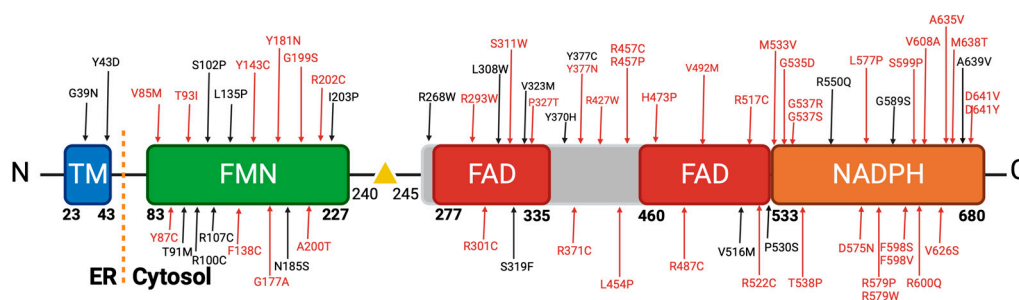 A635V
Y181N
S311W
Y377C
R457C
M533V
V608A
M638T
Y43D
S102P
Y143C
G199S
L308W
Y377N
R457P
V492M
G535D
L577P
S599P
A639V
G39N
V85M
T93I
L135P
R202C
I203P
R268W
R293W
V323M
P327T
R427W
H473P
R517C
G537R
R550Q
G589S
D641V
Y370H
G537S
D641Y
N
TM
FMN
240
245
FAD
FAD
NADPH
C
23
43
83
227
277
335
460
533
680
Y87C
T91M
R100C
R107C
F138C
G177A
N185S
A200T
R301C
S319F
R371C
L454P
R487C
V516M
R522C
P530S
T538P
D575N
R579P
R579W
F598S
F598V
R600Q
V626S
ER
Cytosol